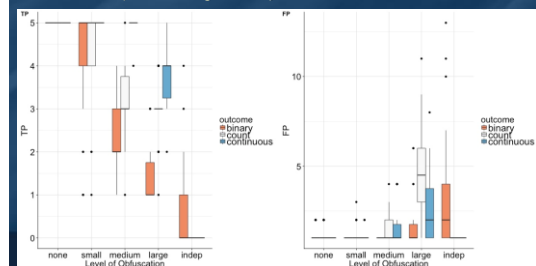 TP
5
4
3
2
1
0
TP
none small medium large indep
Level of Obfuscation
outcome
binary
count
continuous
FP
10
5
FP
none small medium large indep
Level of Obfuscation
outcome
binary
count
continuous